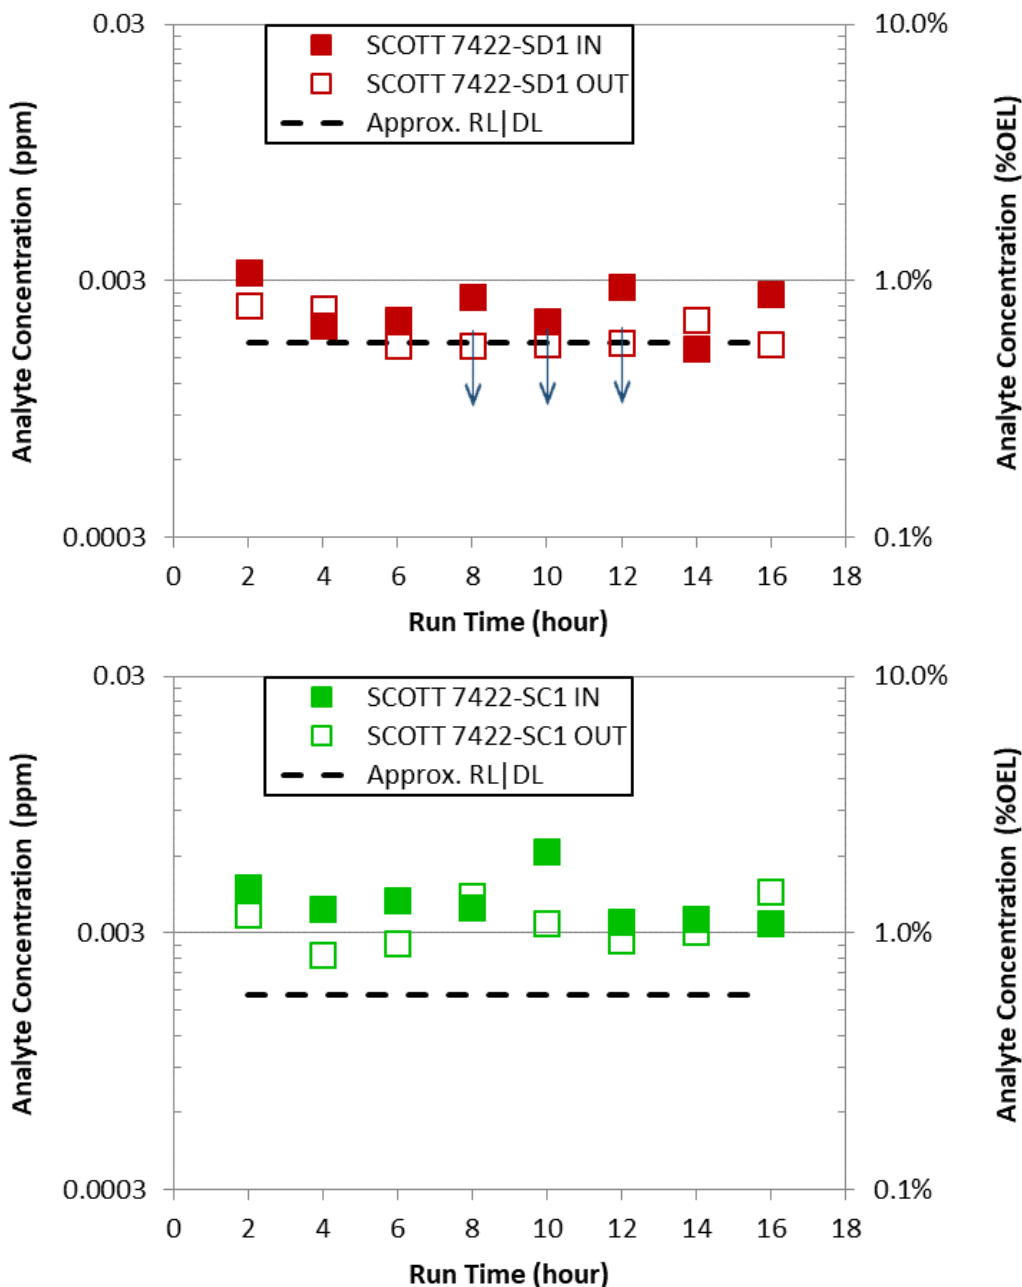 0.03
10.0%
SCOTT 7422-SD1 IN
SCOTT 7422-SD1 OUT
Approx. RL|DL
Analyte Concentration (ppm)
Analyte Concentration (%OEL)
0.003
1.0%
0.0003
0.1%
0 2 4 6 8 10 12 14 16 18
Run Time (hour)
0.03
10.0%
SCOTT 7422-SC1 IN
SCOTT 7422-SC1 OUT
Approx. RL|DL
Analyte Concentration (ppm)
Analyte Concentration (%OEL)
0.003
1.0%
0.0003
0.1%
0 2 4 6 8 10 12 14 16 18
Run Time (hour)